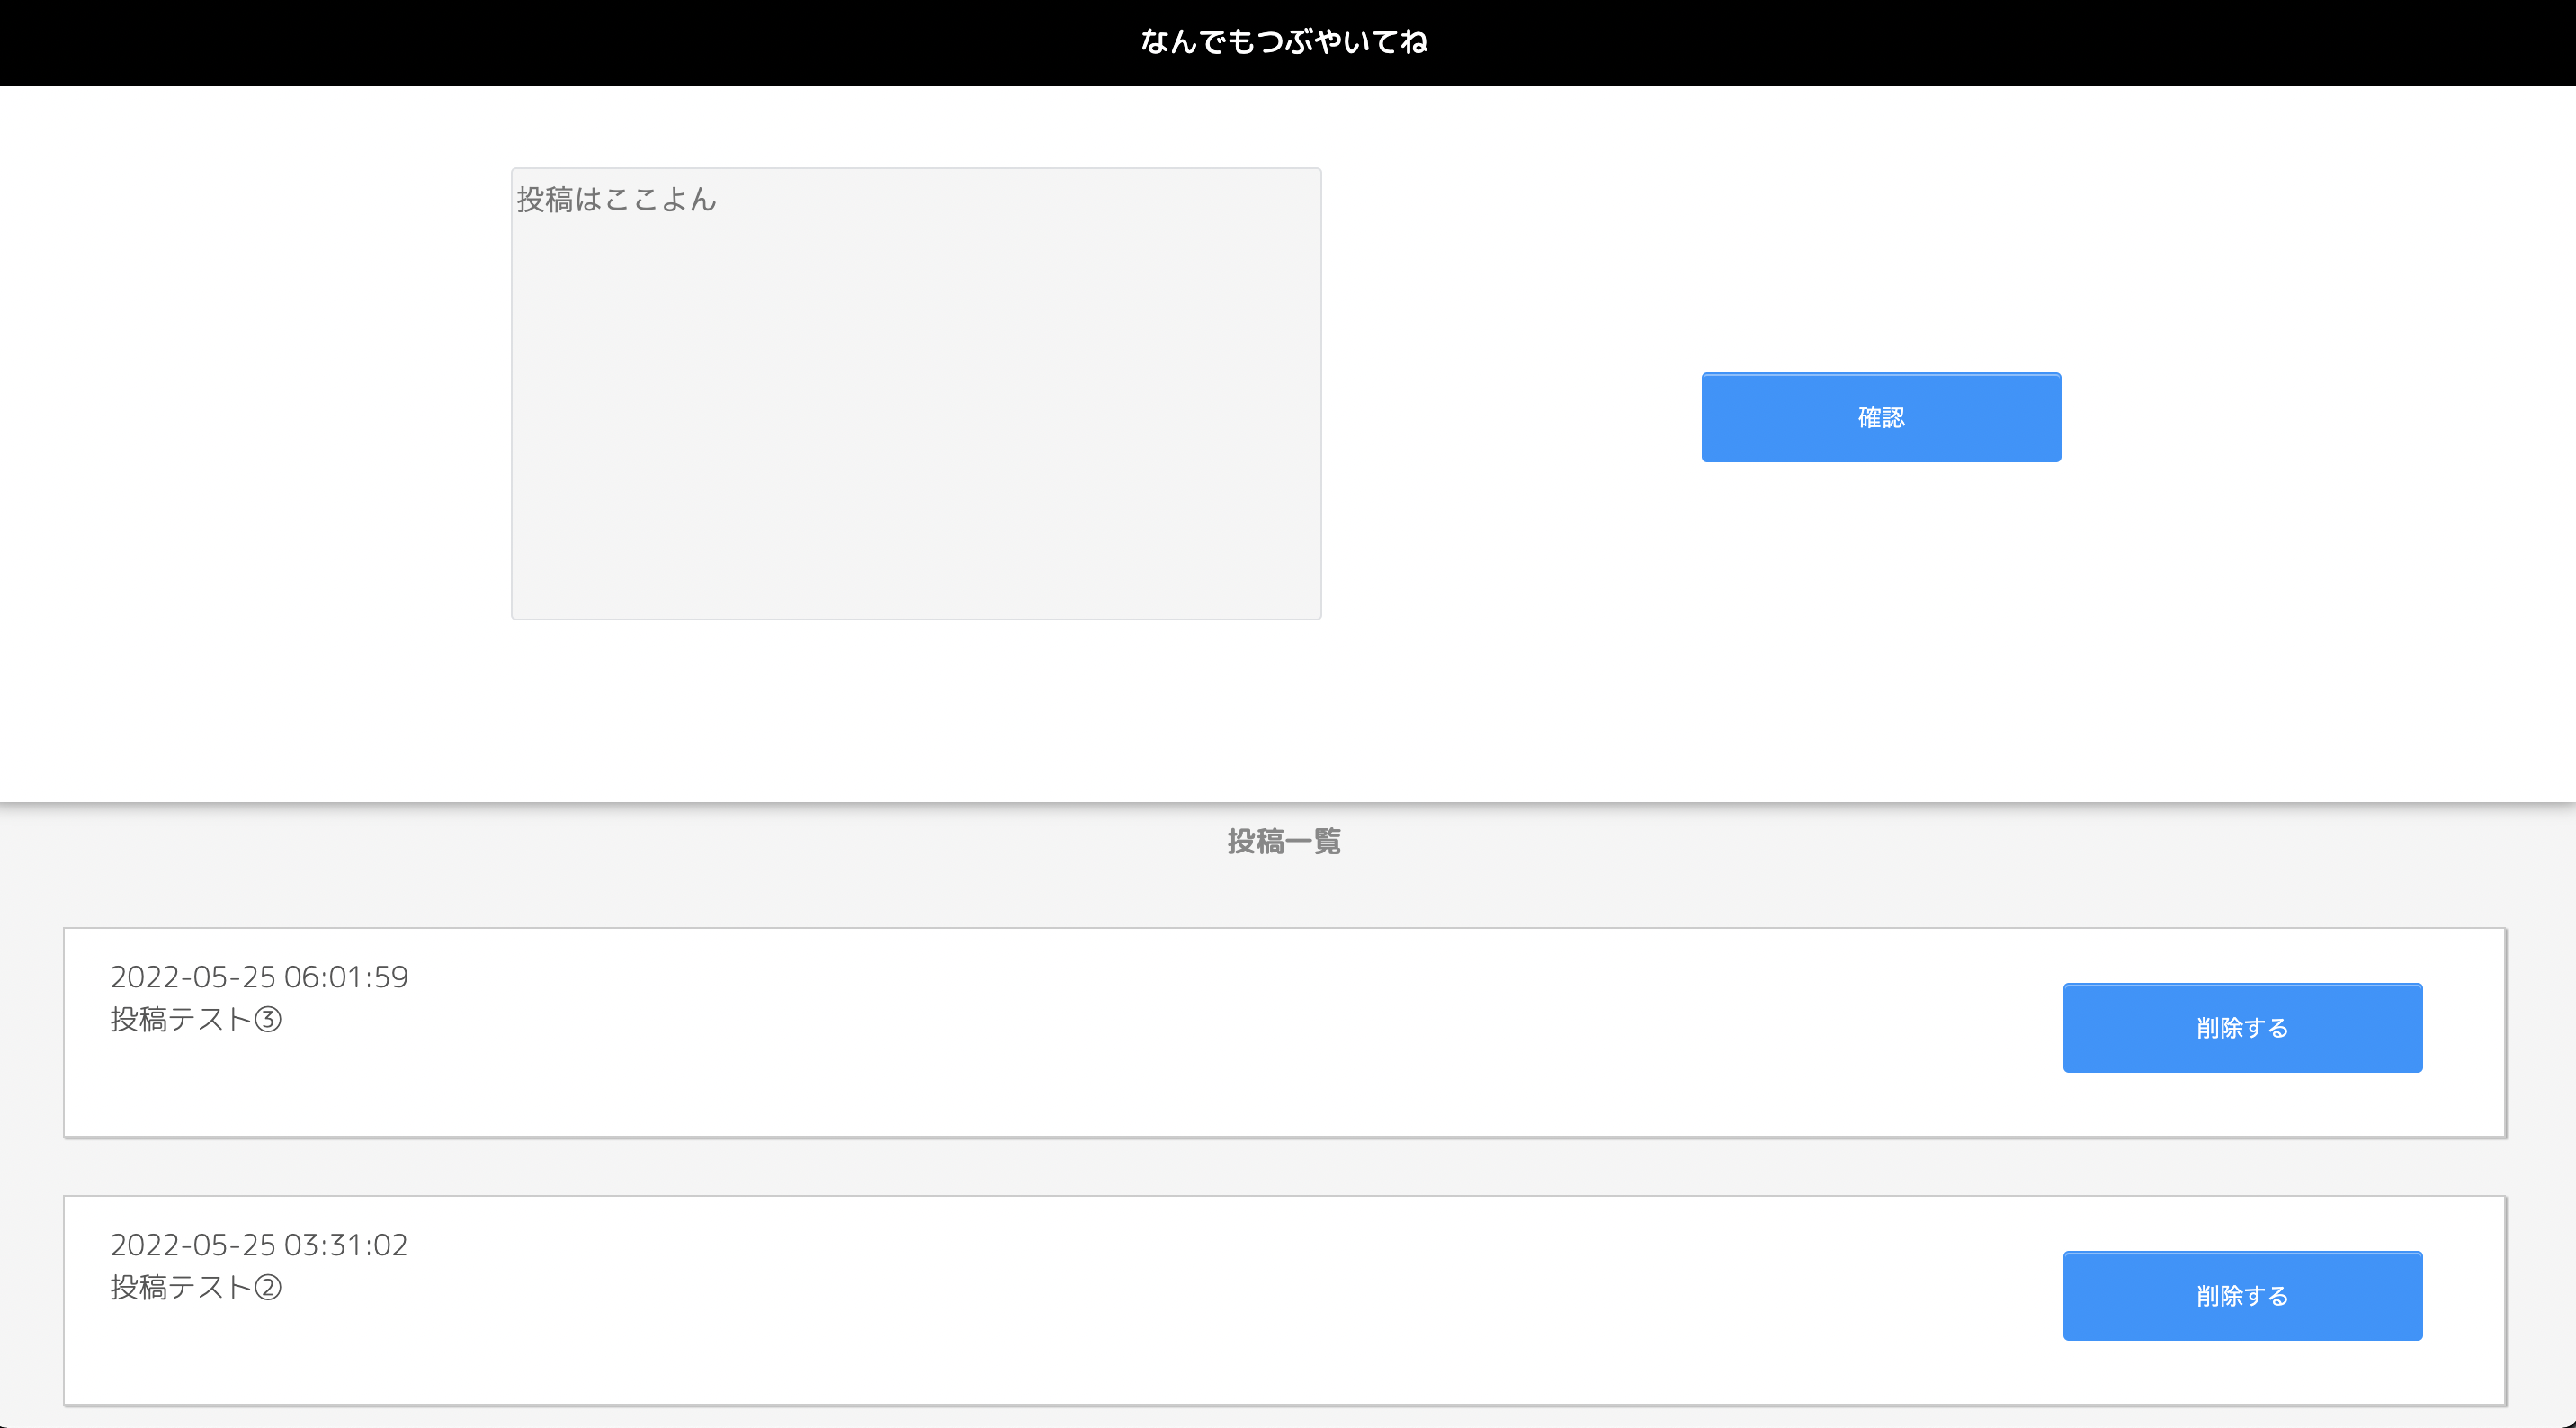 なんでもつぶやいてね
投稿はここよん
確認
投稿一覧
2022-05-25 06:01:59
投稿テスト③
削除する
2022-05-25 03:31:02
投稿テスト②
削除する